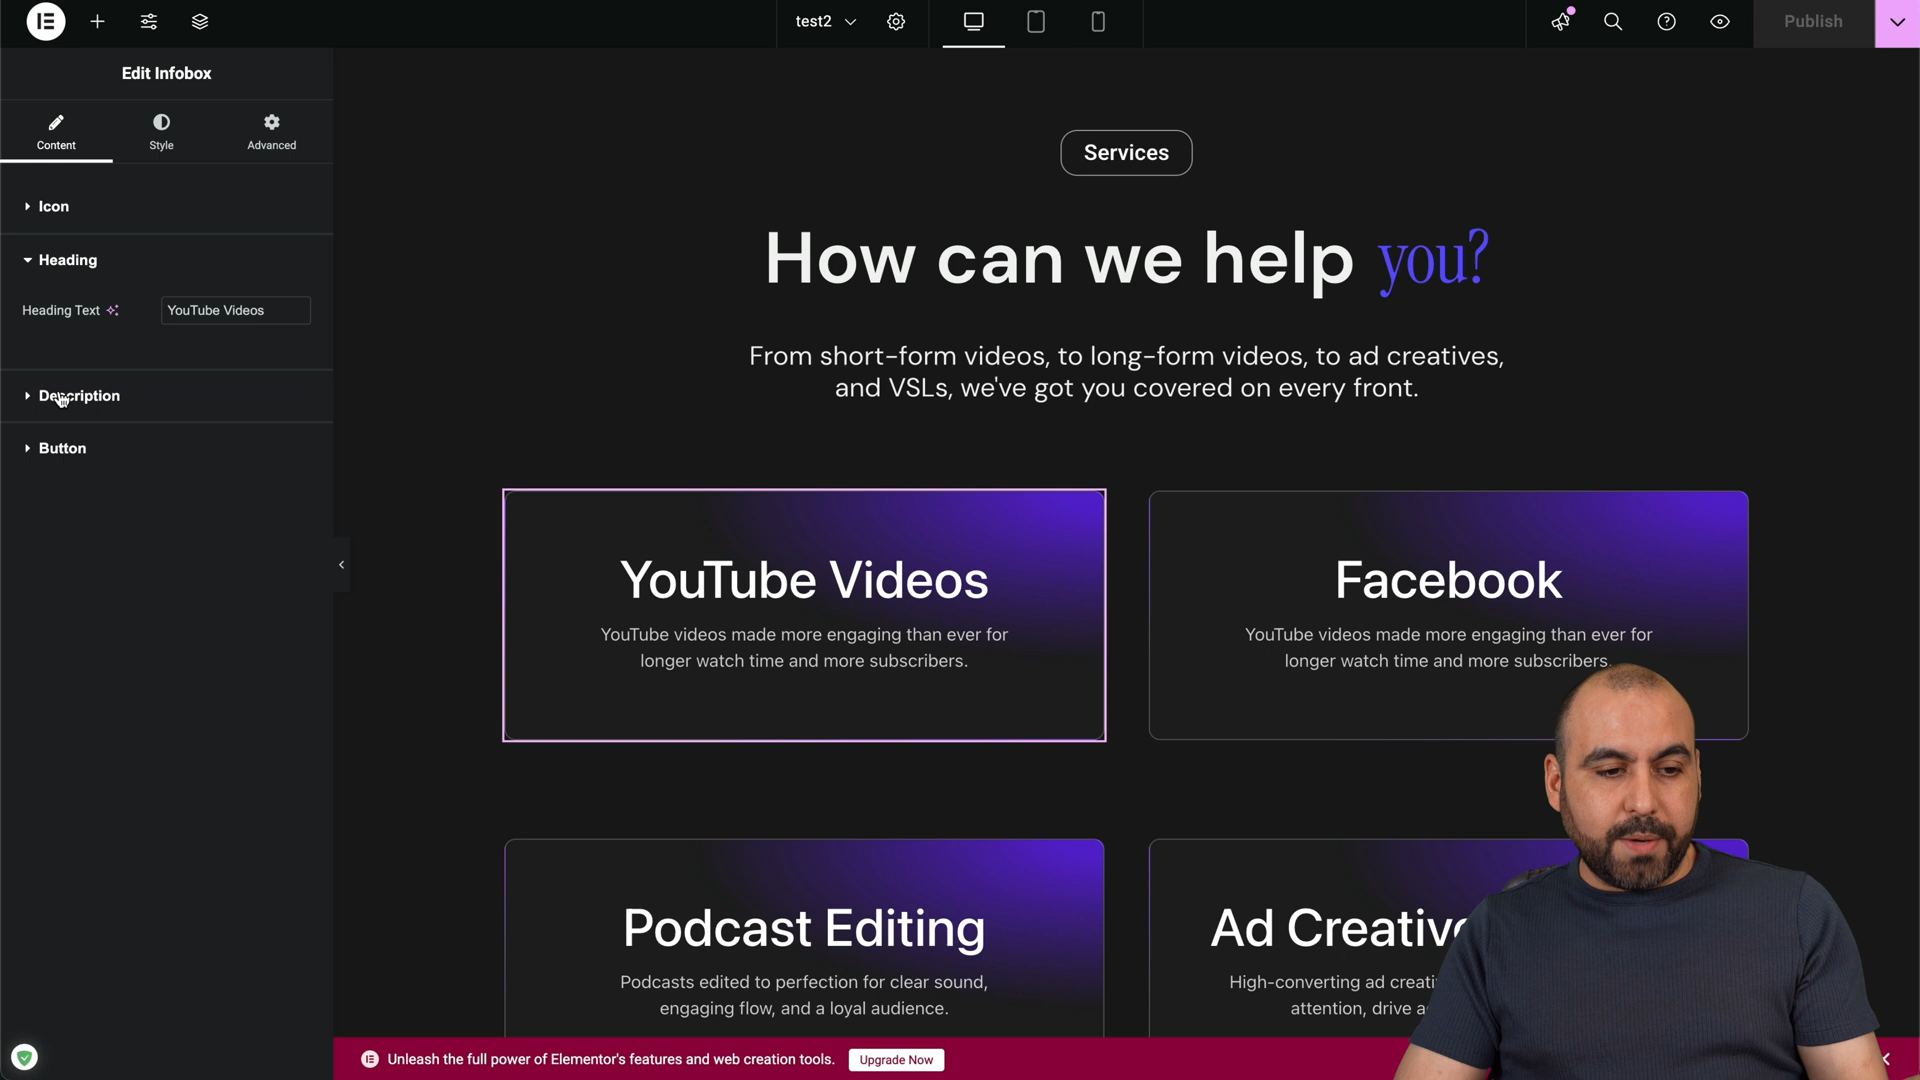 test2
Publish
Edit Infobox
Content
Style
Advanced
Icon
Heading
Heading Text
YouTube Videos
Description
Button
Services
How can we help you?
From short-form videos, to long-form videos, to ad creatives,
and VSLs, we've got you covered on every front.
YouTube Videos
YouTube videos made more engaging than ever for
longer watch time and more subscribers.
Facebook
YouTube videos made more engaging than ever for
longer watch time and more subscribers.
Podcast Editing
Podcasts edited to perfection for clear sound,
engaging flow, and a loyal audience.
Ad
High-converting ad
attention, drive
Unleash the full power of Elementor's features and web creation tools.
Upgrade Now